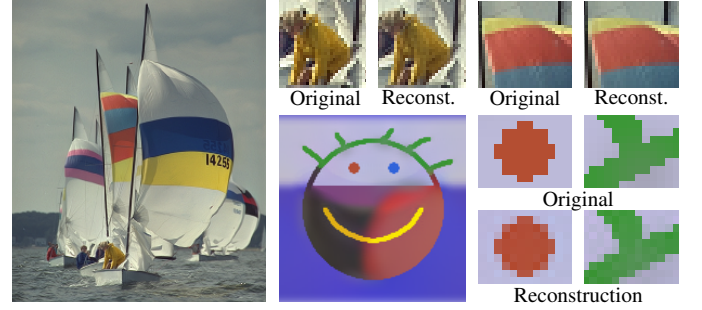 Original Reconst. Original Reconst.
14255
Original
Reconstruction